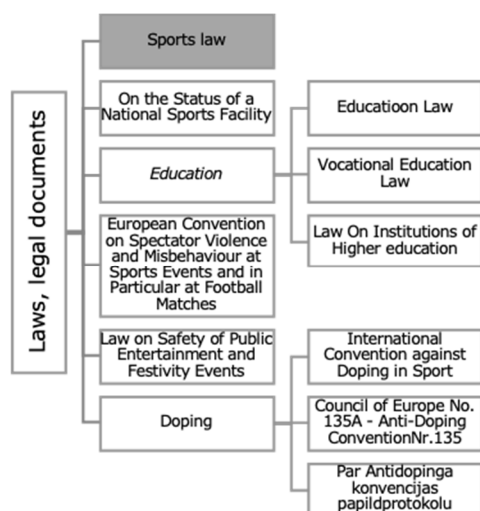 Laws, legal documents
Sports law
On the Status of a
National Sports Facility
Education
European Convention
on Spectator Violence
and Misbehaviour at
Sports Events and in
Particular at Football
Matches
Law on Safety of Public
Entertainment and
Festivity Events
Doping
Educatioon Law
Vocational Education
Law
Law On Institutions of
Higher education
International
Convention against
Doping in Sport
Council of Europe No.
135A - Anti-Doping
ConventionNr.135
Par Antidopinga
konvencijas
papildprotokolu